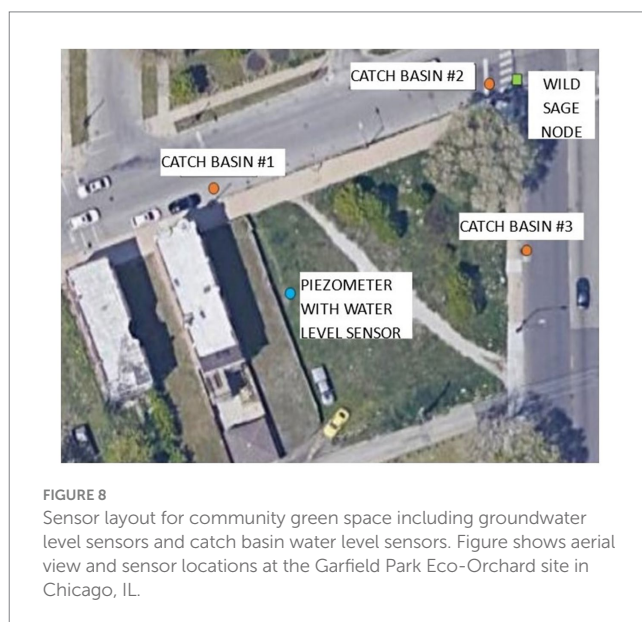 CATCH BASIN #2
WILD
SAGE
NODE
CATCH BASIN #1
CATCH BASIN #3
PIEZOMETER
WITH WATER
LEVEL SENSOR
FIGURE 8
Sensor layout for community green space including groundwater
level sensors and catch basin water level sensors. Figure shows aerial
view and sensor locations at the Garfield Park Eco-Orchard site in
Chicago, IL.